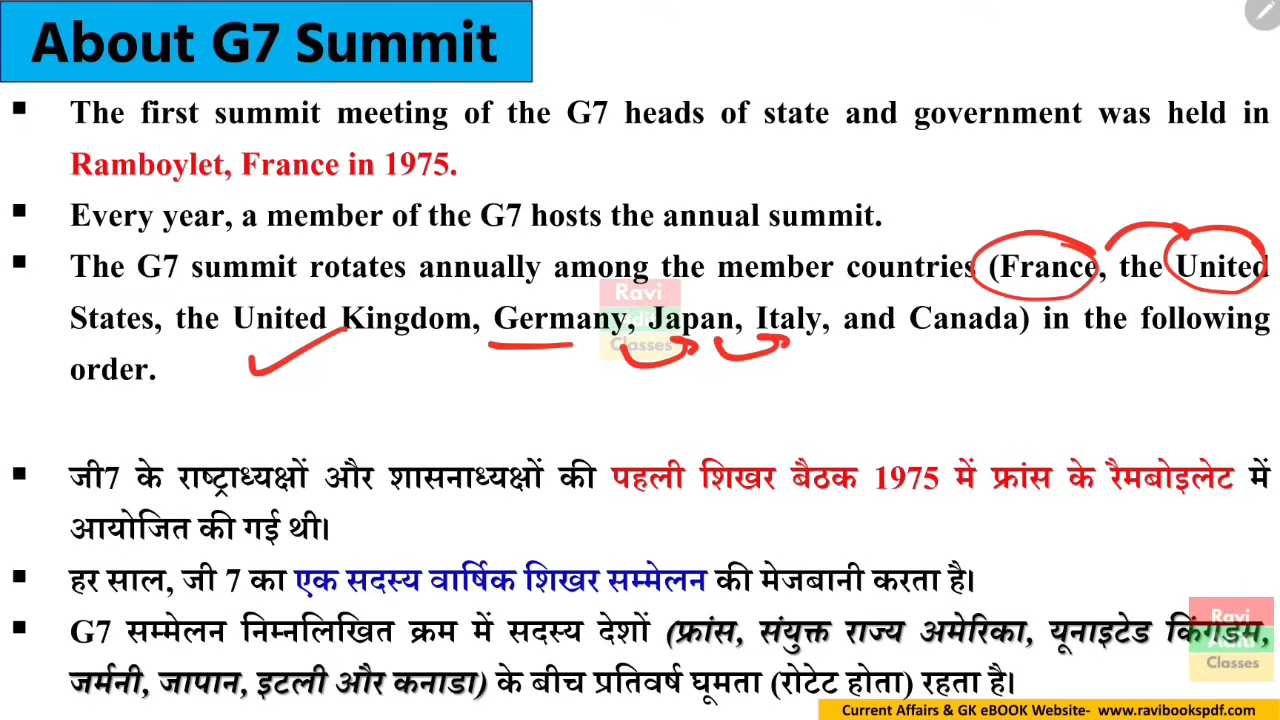 About G7 Summit
▪ The first summit meeting of the G7 heads of state and government was held in
Ramboylet, France in 1975.
▪ Every year, a member of the G7 hosts the annual summit.
▪ The G7 summit rotates annually among the member countries (France, the United
States, the United Kingdom, Germany, Japan, Italy, and Canada) in the following
order.
Ravi
Classes
▪ जी7 के राष्ट्राध्यक्षों और शासनाध्यक्षों की पहली शिखर बैठक 1975 में फ्रांस के रैमबोइलेट में
आयोजित की गई थी।
▪ हर साल, जी 7 का एक सदस्य वार्षिक शिखर सम्मेलन की मेजबानी करता है।
▪ G7 सम्मेलन निम्नलिखित क्रम में सदस्य देशों (फ्रांस, संयुक्त राज्य अमेरिका, यूनाइटेड किंगडम,
जर्मनी, जापान, इटली और कनाडा) के बीच प्रतिवर्ष घूमता (रोटेट होता) रहता है।
Ravi
Classes
Current Affairs & GK eBOOK Website- www.ravibookspdf.com